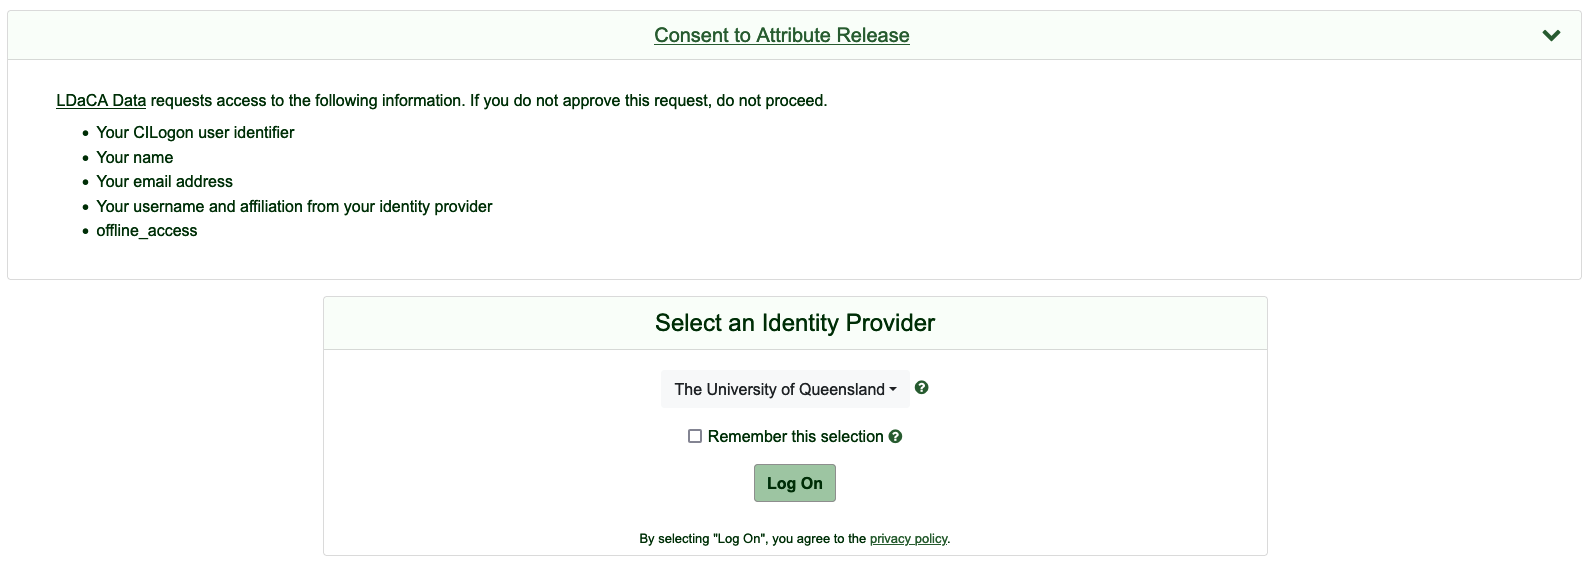 Consent to Attribute Release
LDaCA Data requests access to the following information. If you do not approve this request, do not proceed.
• Your CILogon user identifier
• Your name
• Your email address
• Your username and affiliation from your identity provider
• offline_access
Select an Identity Provider
The University of Queensland
Remember this selection
Log On
By selecting "Log On", you agree to the privacy policy.